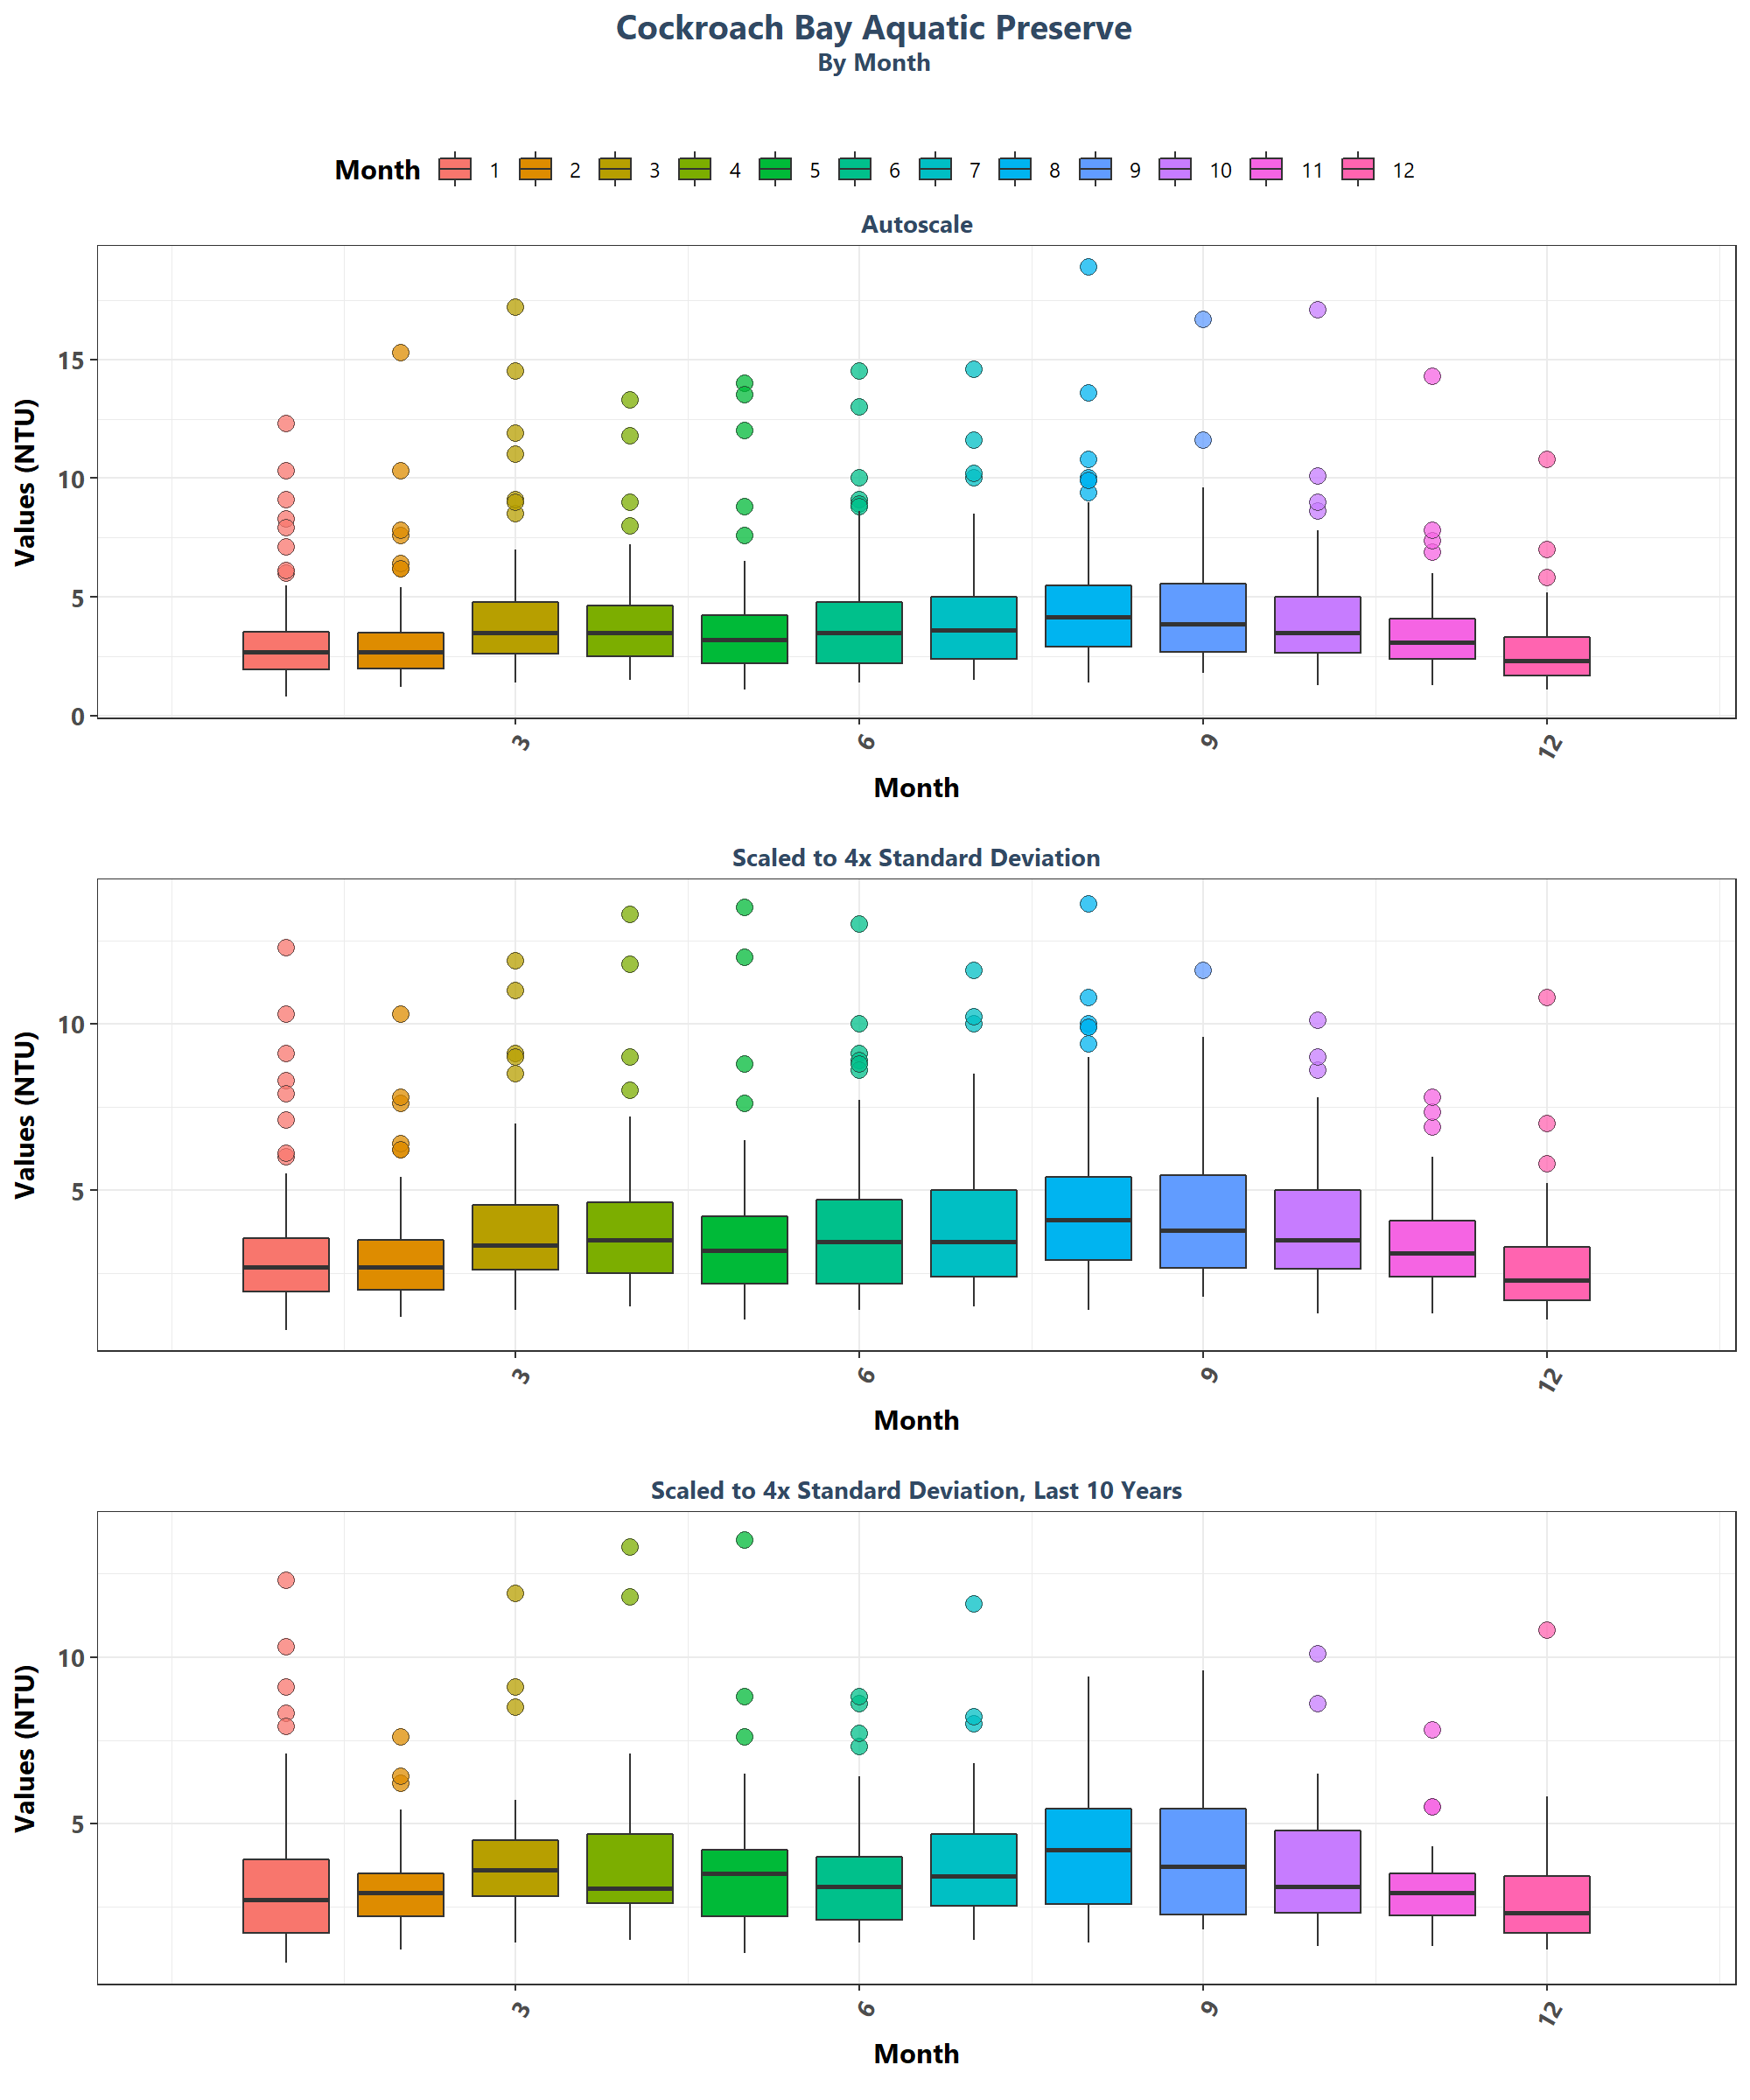 Cockroach Bay Aquatic Preserve
By Month
Month 1 2 3 4 5 6 7 8 9 10 11 12
Autoscale
Values (NTU)
15
10
5
0
3 6 9 12
Month
Scaled to 4x Standard Deviation
Values (NTU)
10
5
3 6 9 12
Month
Scaled to 4x Standard Deviation, Last 10 Years
Values (NTU)
10
5
3 6 9 12
Month